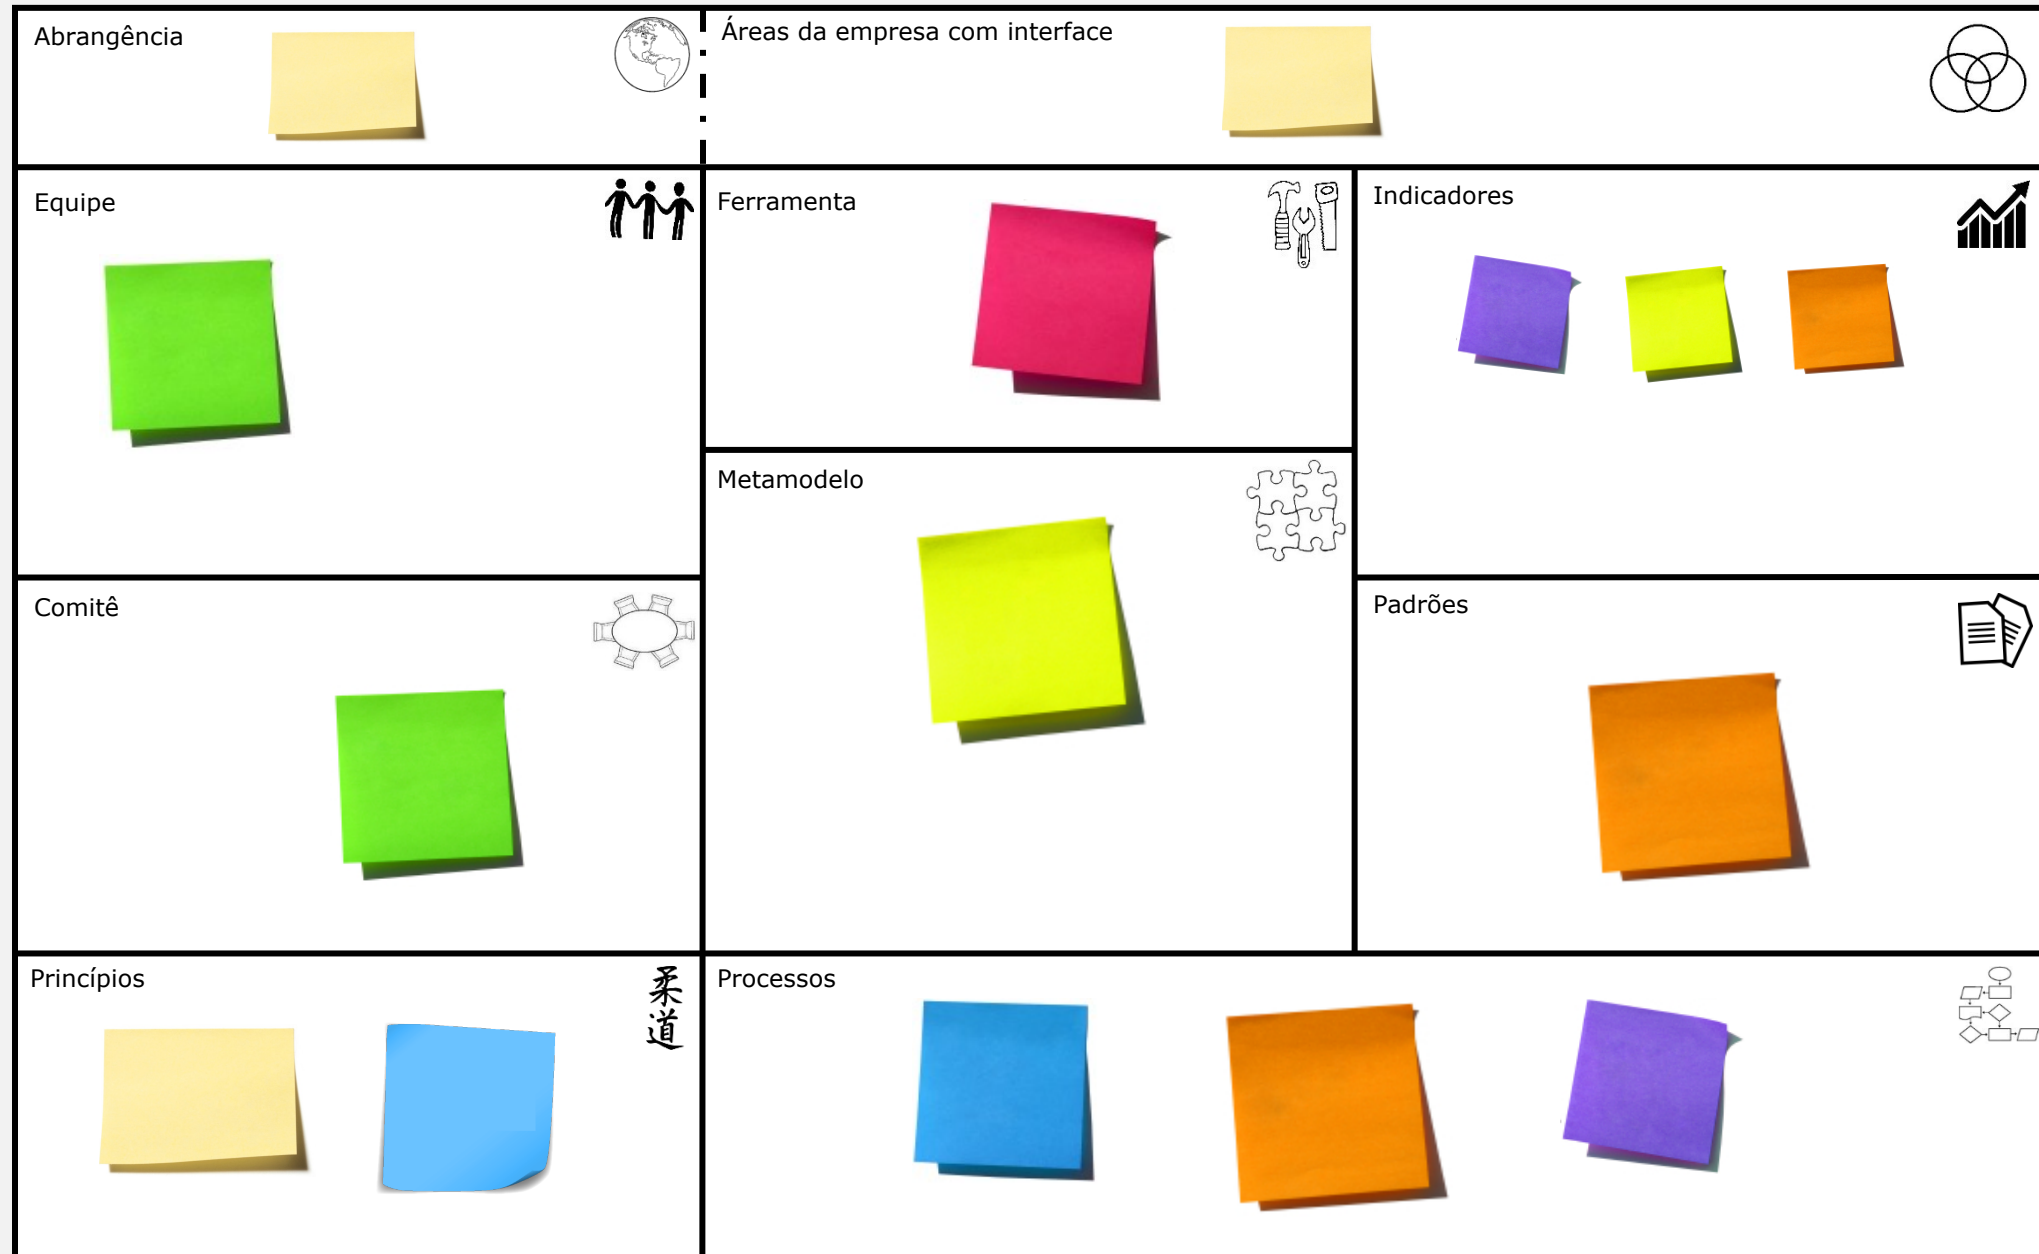 Abrangência
Áreas da empresa com interface
Equipe
Ferramenta
Indicadores
Metamodelo
Comitê
Padrões
Princípios
柔
道
Processos